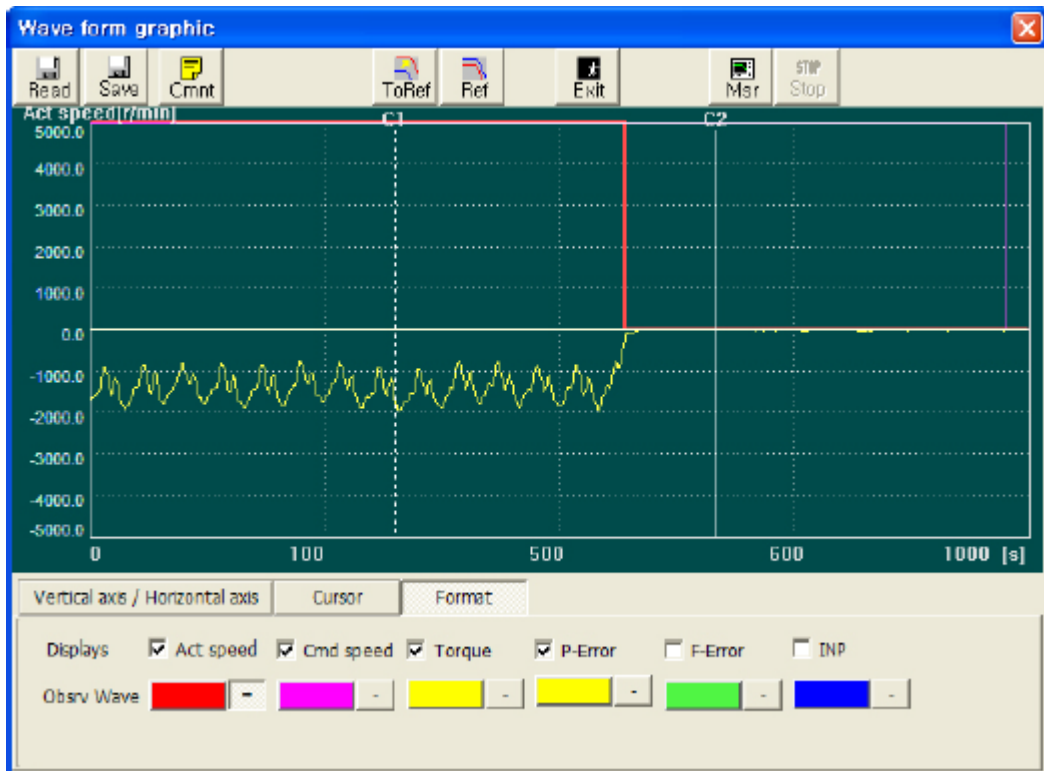 Wave form graphic
Read Save Cmnt ToRef Ref Exit Msr STOP Stop
Act speed[r/min] C1 C2
5000.0
4000.0
3000.0
2000.0
1000.0
0.0
-1000.0
-2000.0
-3000.0
-4000.0
-5000.0
0 100 500 600 1000 [s]
Vertical axis / Horizontal axis Cursor Format
Displays Act speed Cmd speed Torque P-Error F-Error INP
Obsrv Wave - - - - - -